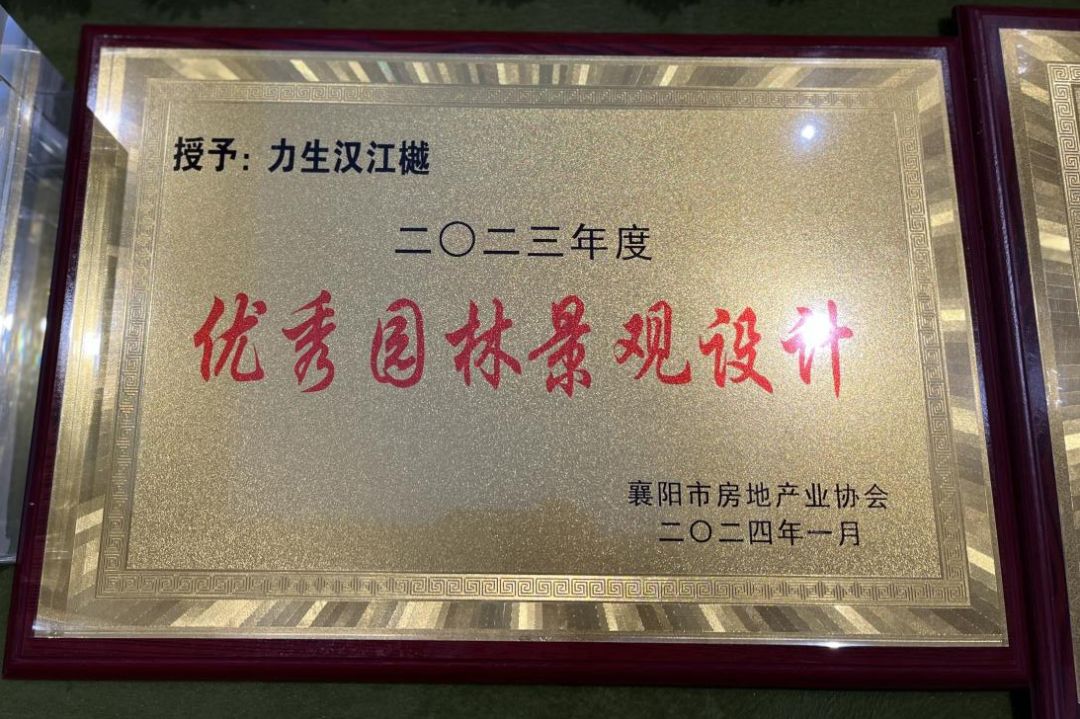 授予：力生汉江樾
二〇二三年度
优秀园林景观设计
襄阳市房地产业协会
二〇二四年一月